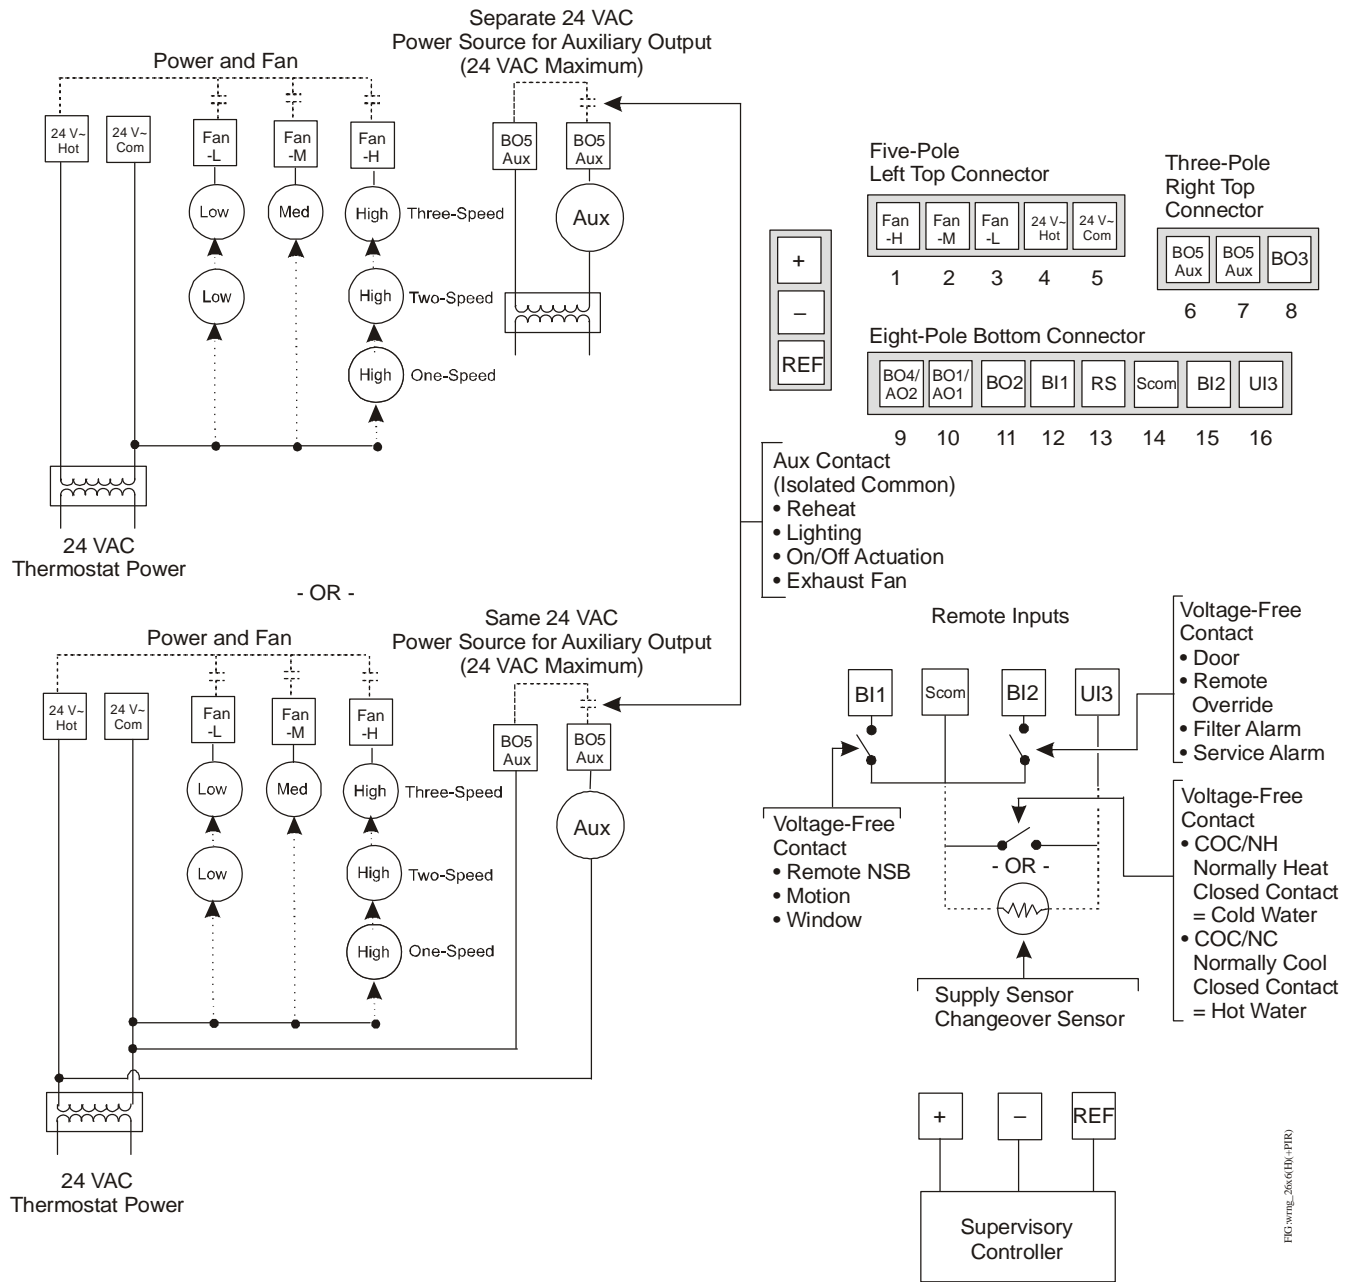 Separate 24 VAC
Power Source for Auxiliary Output
(24 VAC Maximum)
Power and Fan
24 V~
Hot
24 V~
Com
Fan
-L
Fan
-M
Fan
-H
BO5
Aux
BO5
Aux
Low
Med
High
Three-Speed
Aux
Low
High
Two-Speed
High
One-Speed
24 VAC
Thermostat Power
Five-Pole
Left Top Connector
Fan
-H
Fan
-M
Fan
-L
24 V~
Hot
24 V~
Com
1 2 3 4 5
Three-Pole
Right Top
Connector
BO5
Aux
BO5
Aux
BO3
6 7 8
+
–
REF
Eight-Pole Bottom Connector
BO4/
AO2
BO1/
AO1
BO2
BI1
RS
Scom
BI2
UI3
9 10 11 12 13 14 15 16
Aux Contact
(Isolated Common)
• Reheat
• Lighting
• On/Off Actuation
• Exhaust Fan
- OR -
Same 24 VAC
Power Source for Auxiliary Output
(24 VAC Maximum)
Power and Fan
24 V~
Hot
24 V~
Com
Fan
-L
Fan
-M
Fan
-H
BO5
Aux
BO5
Aux
Low
Med
High
Three-Speed
Aux
Low
High
Two-Speed
High
One-Speed
24 VAC
Thermostat Power
Remote Inputs
BI1
Scom
BI2
UI3
Voltage-Free
Contact
• Door
• Remote
Override
• Filter Alarm
• Service Alarm
Voltage-Free
Contact
• Remote NSB
• Motion
• Window
- OR -
Voltage-Free
Contact
• COC/NH
Normally Heat
Closed Contact
= Cold Water
• COC/NC
Normally Cool
Closed Contact
= Hot Water
Supply Sensor
Changeover Sensor
+
–
REF
Supervisory
Controller
FIG:wrng_26x6(H)(+PIR)